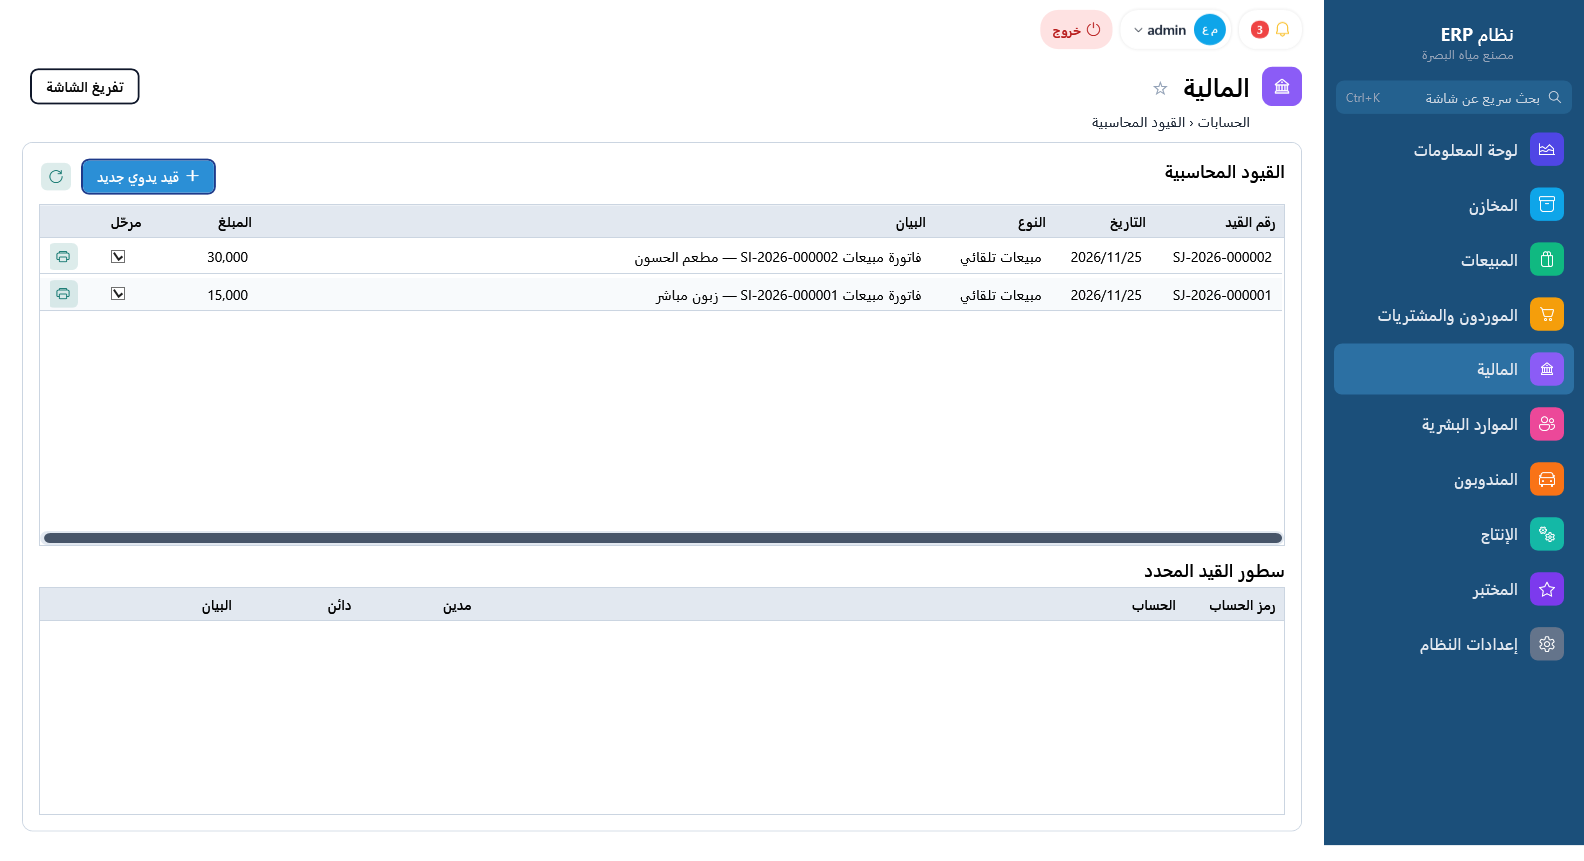 نظام ERP
مصنع مياه البصرة
بحث سريع عن شاشة Ctrl+K
لوحة المعلومات
المخازن
المبيعات
الموردون والمشتريات
المالية
الموارد البشرية
المندوبون
الإنتاج
المختبر
إعدادات النظام
3
م ع admin
خروج
المالية
تفريغ الشاشة
الحسابات › القيود المحاسبية
القيود المحاسبية
+ قيد يدوي جديد
رقم القيد التاريخ النوع البيان المبلغ مرحّل
SJ-2026-000002 2026/11/25 مبيعات تلقائي فاتورة مبيعات SI-2026-000002 — مطعم الحسون 30,000
SJ-2026-000001 2026/11/25 مبيعات تلقائي فاتورة مبيعات SI-2026-000001 — زبون مباشر 15,000
سطور القيد المحدد
رمز الحساب الحساب مدين دائن البيان